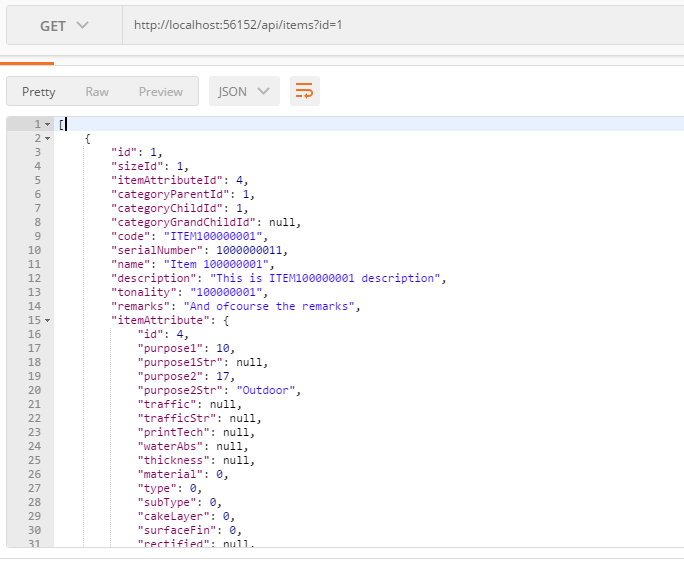 GET http://localhost:56152/api/items?id=1
Pretty Raw Preview JSON
1 [
2 {
3 "id": 1,
4 "sizeId": 1,
5 "itemAttributeId": 4,
6 "categoryParentId": 1,
7 "categoryChildId": 1,
8 "categoryGrandChildId": null,
9 "code": "ITEM100000001",
10 "serialNumber": 1000000011,
11 "name": "Item 100000001",
12 "description": "This is ITEM100000001 description",
13 "tonality": "100000001",
14 "remarks": "And ofcourse the remarks",
15 "itemAttribute": {
16 "id": 4,
17 "purpose1": 10,
18 "purpose1Str": null,
19 "purpose2": 17,
20 "purpose2Str": "Outdoor",
21 "traffic": null,
22 "trafficStr": null,
23 "printTech": null,
24 "waterAbs": null,
25 "thickness": null,
26 "material": 0,
27 "type": 0,
28 "subType": 0,
29 "cakeLayer": 0,
30 "surfaceFin": 0,
31 "rectified": null,